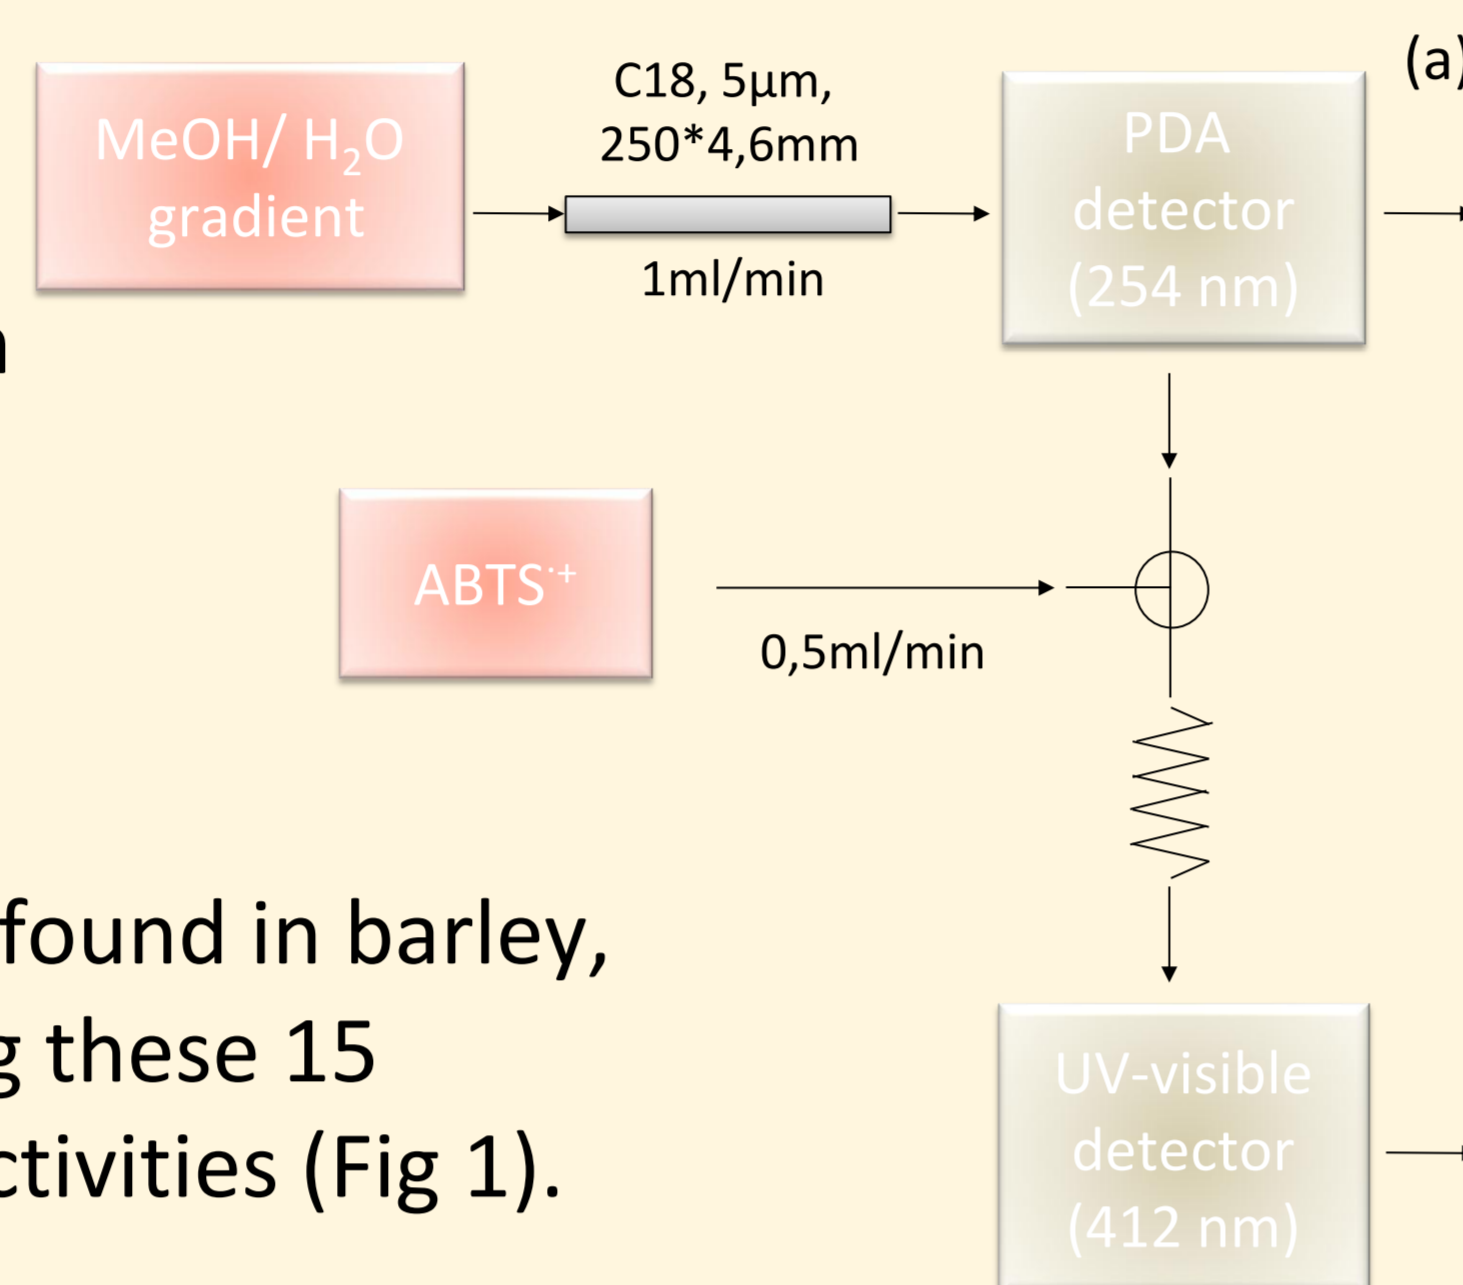 C18, 5µm,
250*4,6mm
MeOH/ H₂O
gradient
1ml/min
PDA
detector
(254 nm)
(a)
ABTS·⁺
0,5ml/min
found in barley,
g these 15
ctivities (Fig 1).
UV-visible
detector
(412 nm)